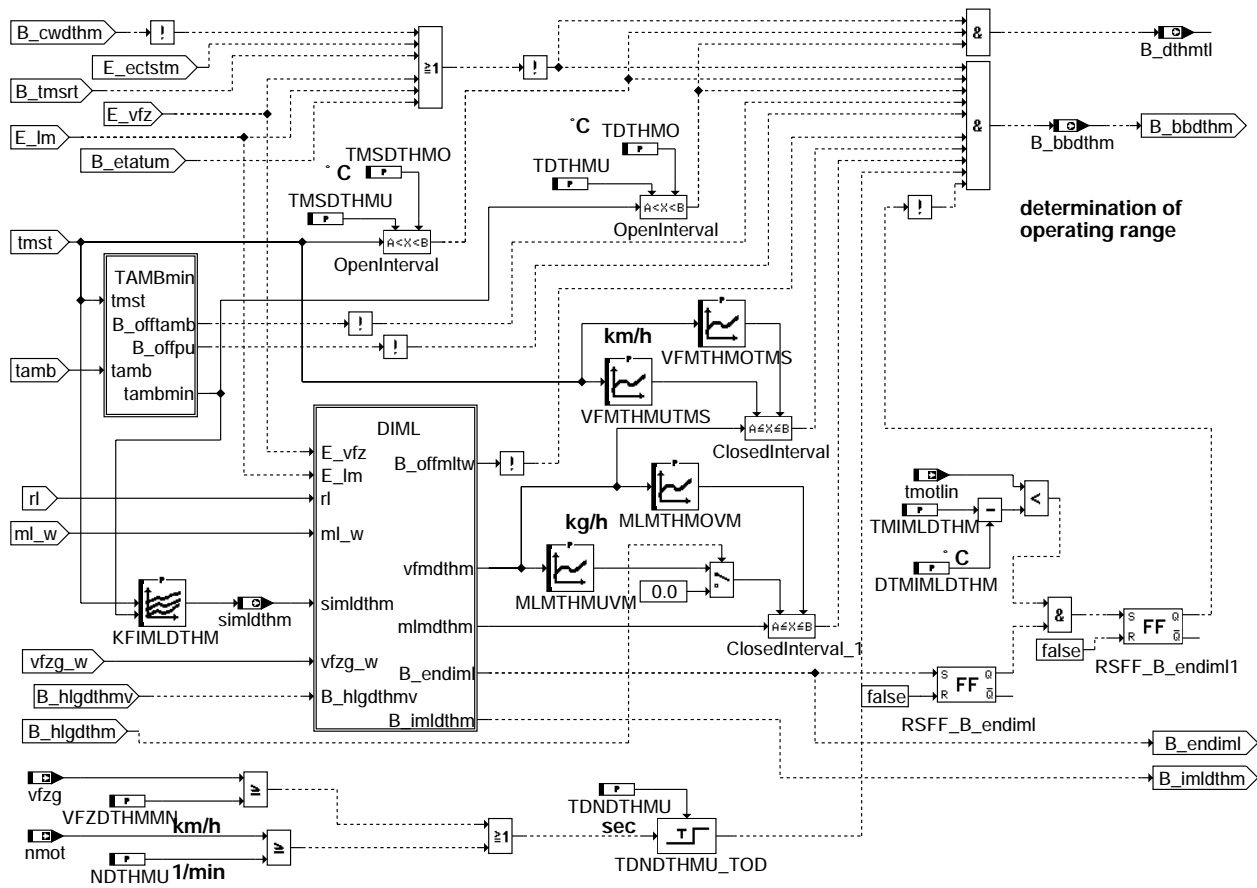 B_cwdthm
!
E_ectstm
B_tmsrt
E_vfz
E_lm
B_etatum
≧1
!
&
B_dthmtl
&
B_bbdthm
B_bbdthm
°C
TDTHMO
P
TDTHMU
P
A<X<B
OpenInterval
TMSDTHMO
°C
P
TMSDTHMU
P
A<X<B
OpenInterval
!
determination of
operating range
tmst
TAMBmin
tmst
B_offtamb
B_offpu
tamb
tambmin
!
!
tamb
km/h
P
VFMTHMOTMS
P
VFMTHMUTMS
A≤X≤B
ClosedInterval
DIML
E_vfz
E_lm
rl
ml_w
simldthm
vfzg_w
B_hlgdthmv
B_offmltw
vfmdthm
mlmdthm
B_endiml
B_imldthm
!
P
MLMTHMOVM
kg/h
P
MLMTHMUVM
0.0
A≤X≤B
ClosedInterval_1
rl
ml_w
P
KFIMLDTHM
simldthm
vfzg_w
B_hlgdthmv
B_hlgdthm
tmotlin
P
TMIMLDTHM
−
<
°C
P
DTMIMLDTHM
&
S Q
FF
R Q
false
RSFF_B_endiml1
S Q
FF
R Q
false
RSFF_B_endiml
B_endiml
B_imldthm
vfzg
P
VFZDTHMMN
≥
km/h
nmot
P
NDTHMU
≥
1/min
≧1
P
TDNDTHMU
sec
T
TDNDTHMU_TOD